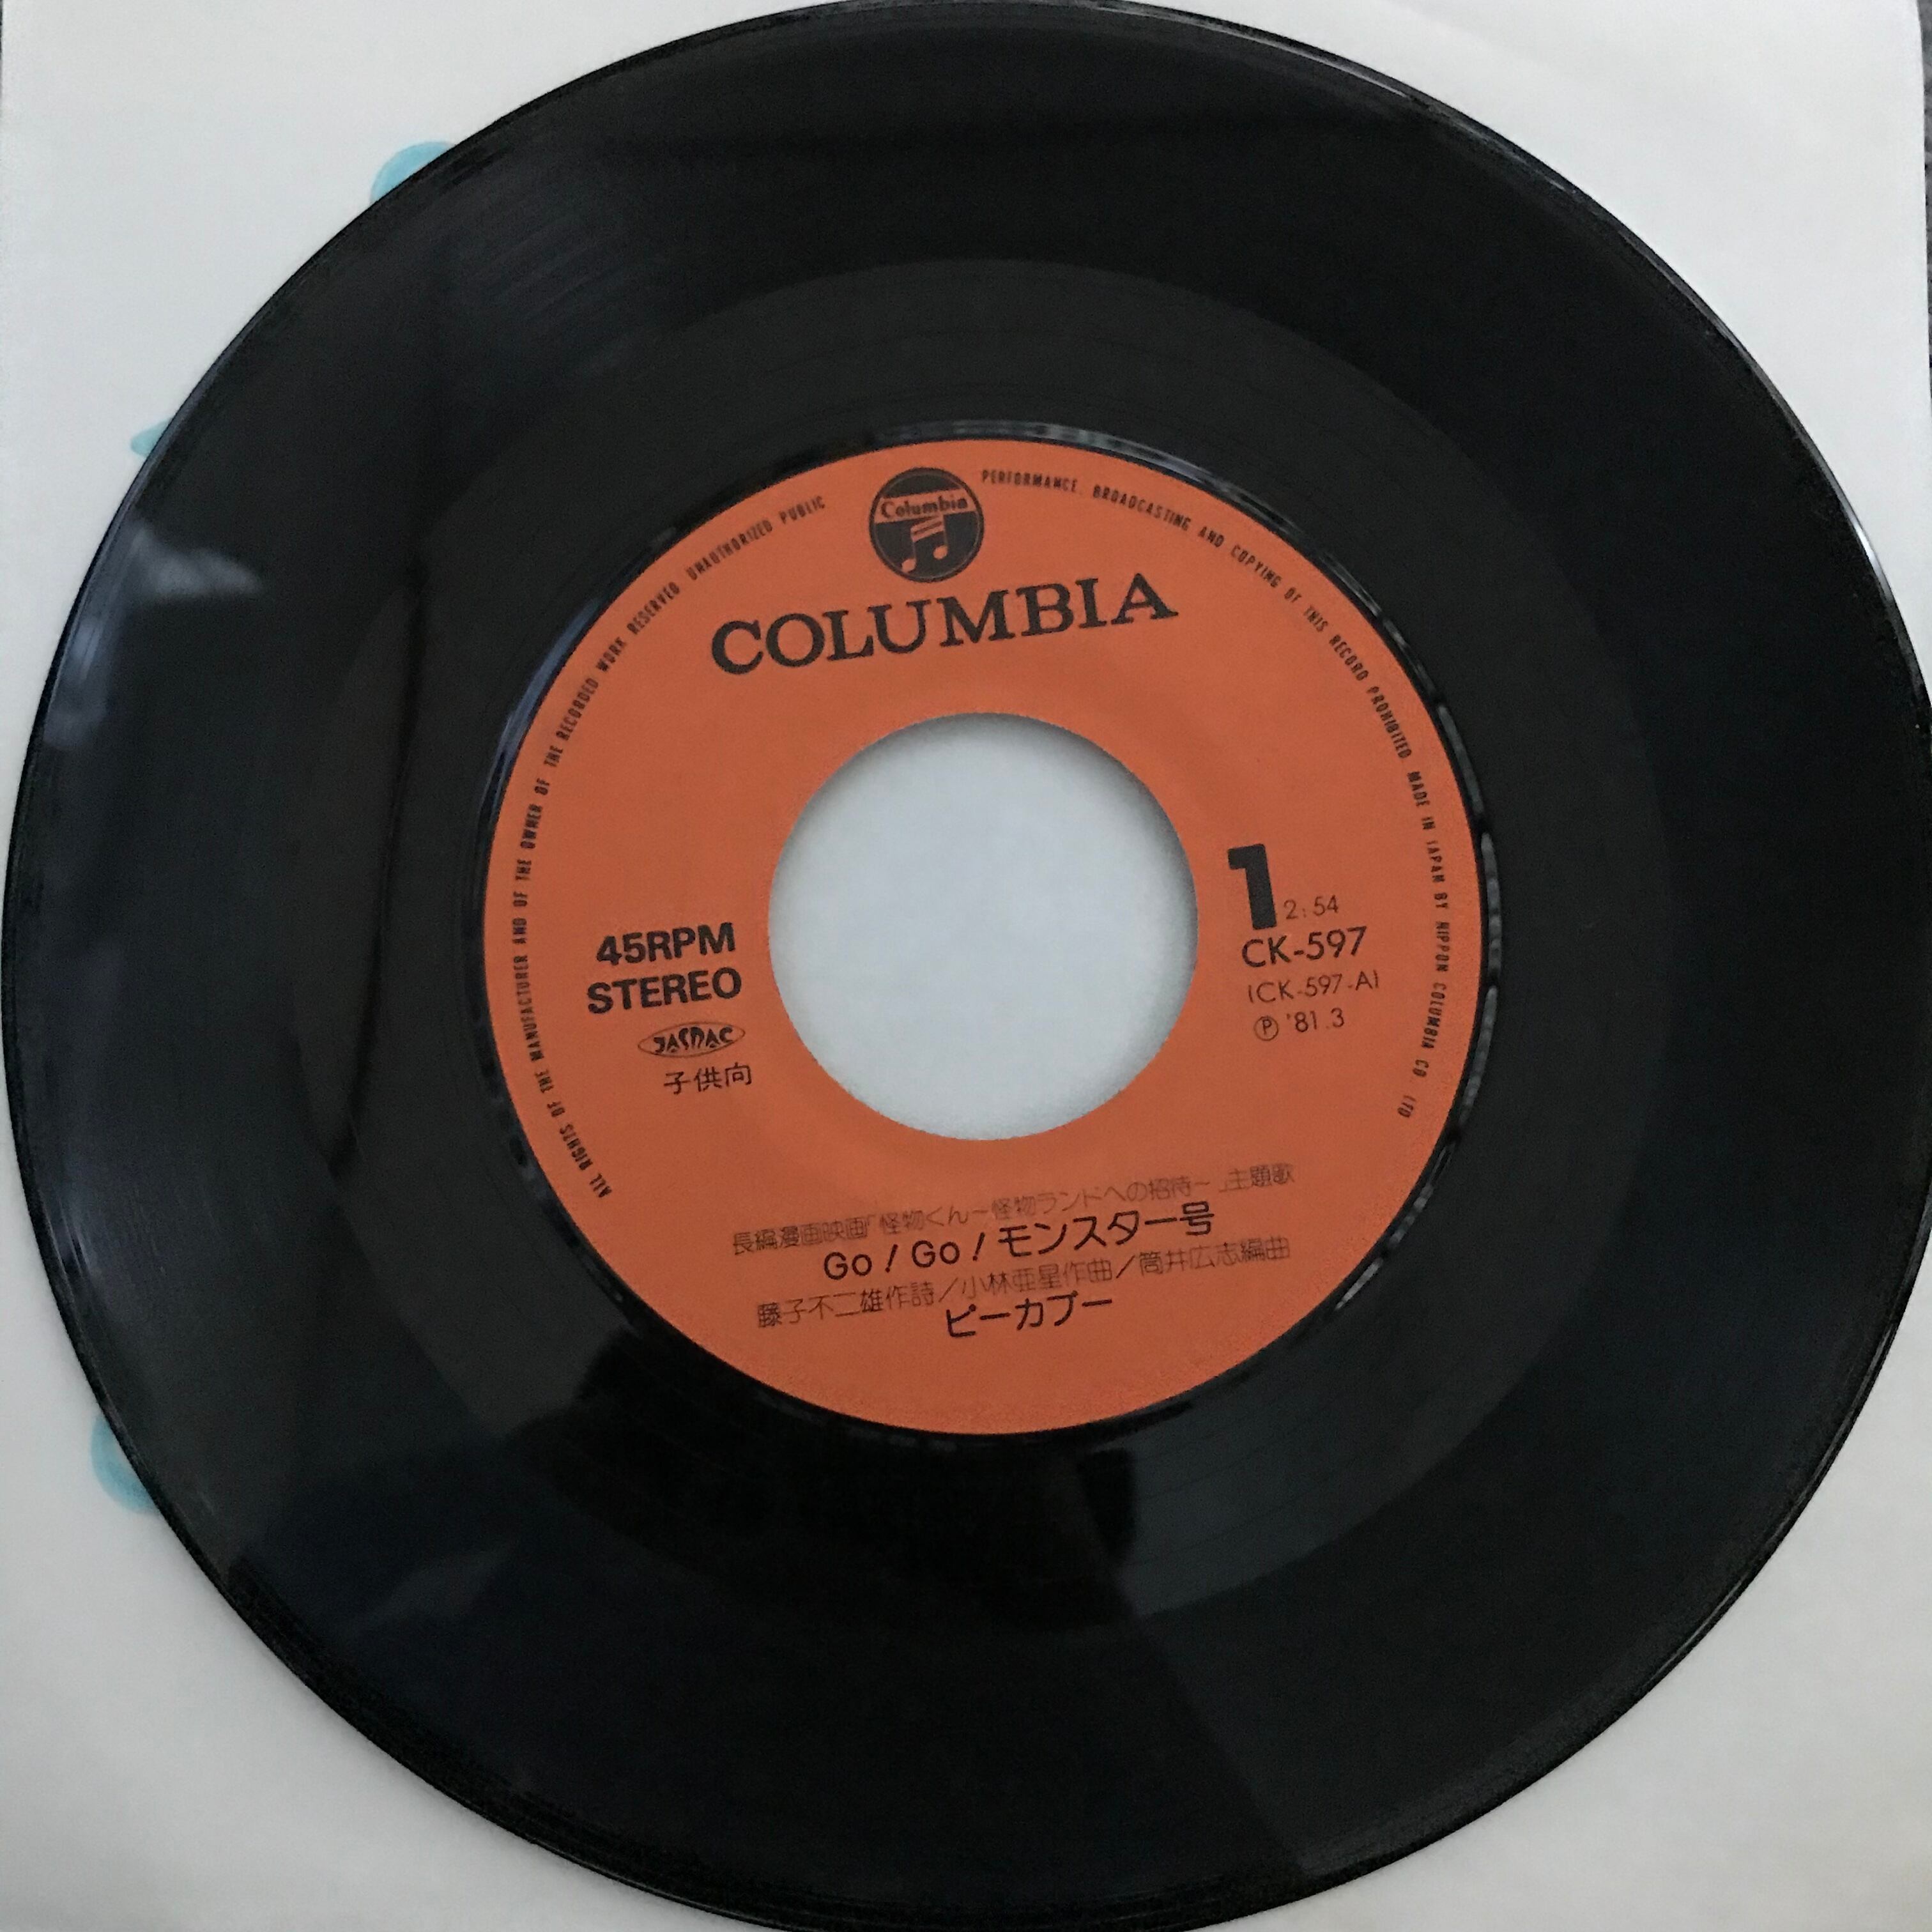 ALL RIGHTS OF THE MANUFACTURER AND OF THE OWNER OF THE RECORDED WORK RESERVED UNAUTHORIZED PUBLIC PERFORMANCE, BROADCASTING AND COPYING OF THIS RECORD PROHIBITED MADE IN JAPAN BY NIPPON COLUMBIA CO LTD
Columbia
COLUMBIA
45RPM
STEREO
JASRAC
子供向
1 2:54
CK-597
(CK-597-A)
Ⓟ '81.3
長編漫画映画「怪物くん－怪物ランドへの招待－」主題歌
Go!Go!モンスター号
藤子不二雄作詩/小林亜星作曲/筒井広志編曲
ピーカブー